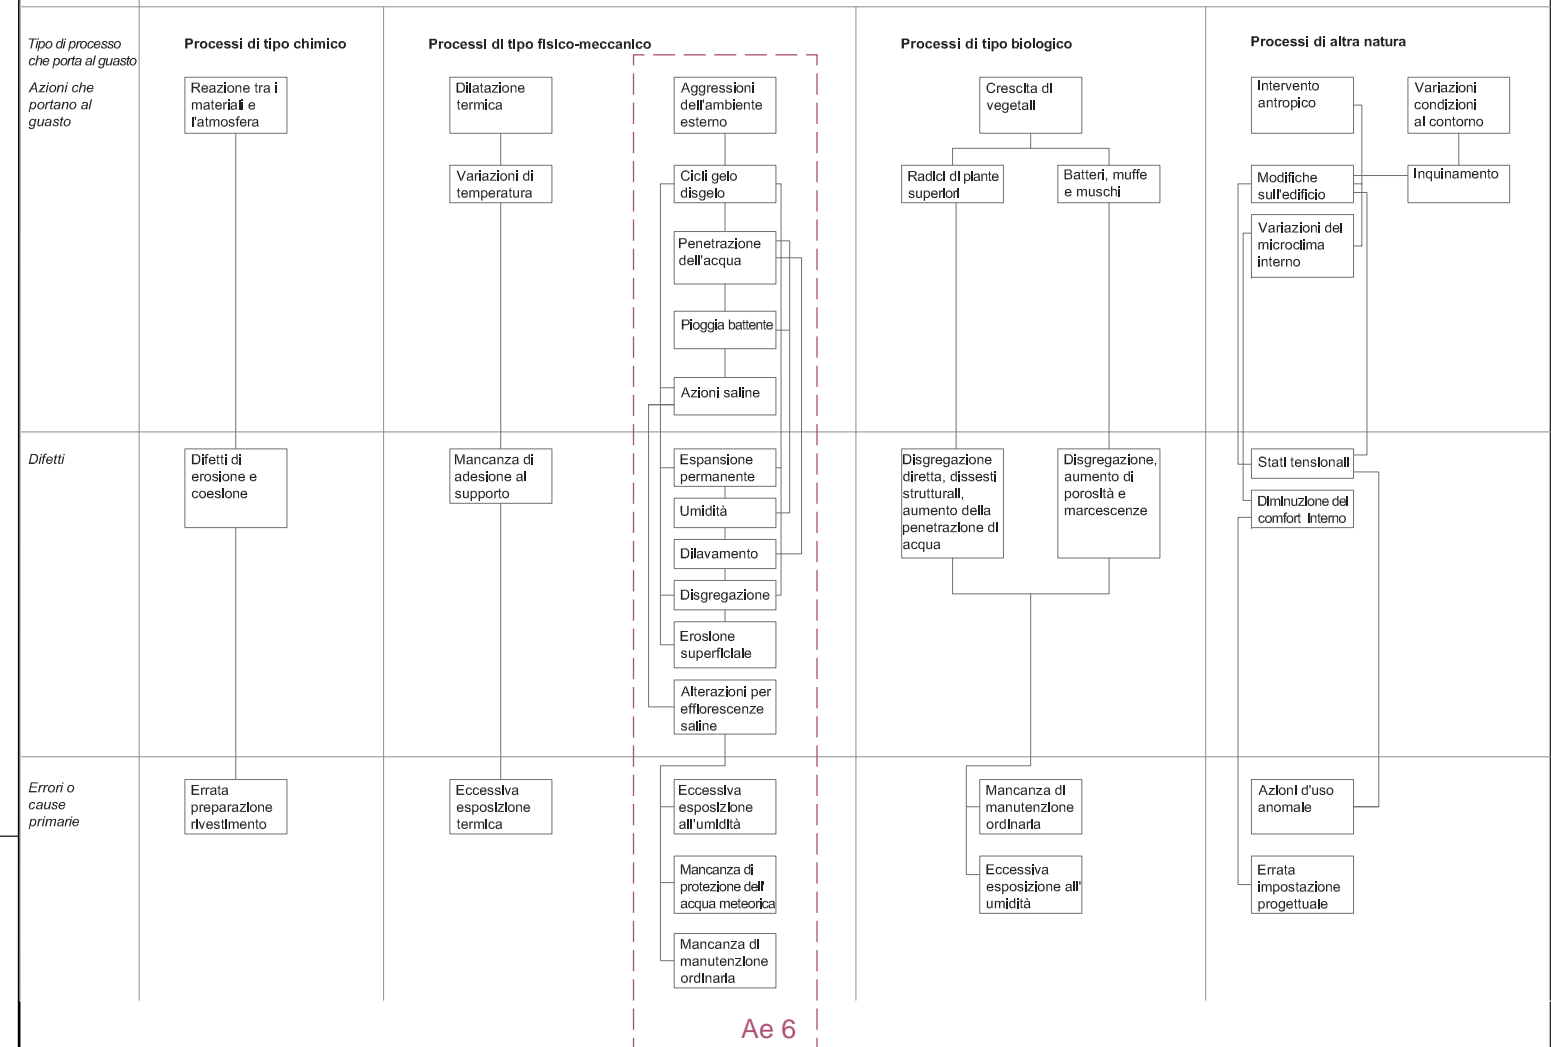 Tipo di processo
che porta al guasto
Processi di tipo chimico
Processi di tipo fisico-meccanico
Processi di tipo biologico
Processi di altra natura
Azioni che
portano al
guasto
Reazione tra i
materiali e
l'atmosfera
Dilatazione
termica
Aggressioni
dell'ambiente
esterno
Crescita di
vegetali
Intervento
antropico
Variazioni
condizioni
al contorno
Variazioni di
temperatura
Cicli gelo
disgelo
Radici di piante
superiori
Batteri, muffe
e muschi
Modifiche
sull'edificio
Inquinamento
Penetrazione
dell'acqua
Variazioni del
microclima
interno
Pioggia battente
Azioni saline
Difetti
Difetti di
erosione e
coesione
Mancanza di
adesione al
supporto
Espansione
permanente
Umidità
Dilavamento
Disgregazione
Erosione
superficiale
Alterazioni per
efflorescenze
saline
Disgregazione
diretta, dissesti
strutturali,
aumento della
penetrazione di
acqua
Disgregazione,
aumento di
porosità e
marcescenze
Stati tensionali
Diminuzione del
comfort interno
Errori o
cause
primarie
Errata
preparazione
rivestimento
Eccessiva
esposizione
termica
Eccessiva
esposizione
all'umidità
Mancanza di
protezione dell'
acqua meteorica
Mancanza di
manutenzione
ordinaria
Mancanza di
manutenzione
ordinaria
Eccessiva
esposizione all'
umidità
Azioni d'uso
anomale
Errata
impostazione
progettuale
Ae 6